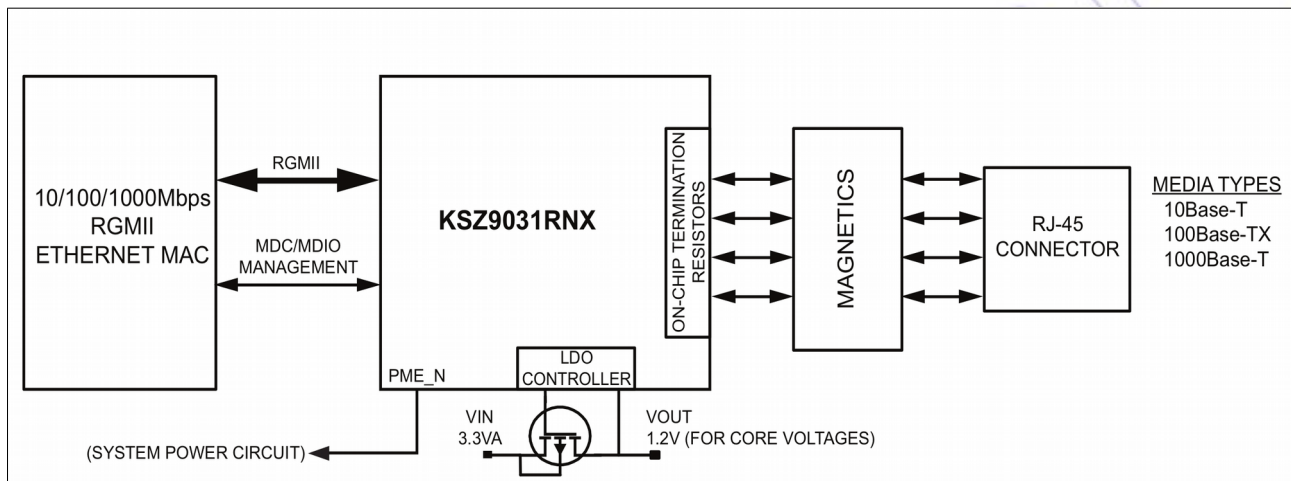 10/100/1000Mbps
RGMII
ETHERNET MAC
RGMII
MDC/MDIO
MANAGEMENT
KSZ9031RNX
ON-CHIP TERMINATION
RESISTORS
MAGNETICS
RJ-45
CONNECTOR
MEDIA TYPES
10Base-T
100Base-TX
1000Base-T
PME_N
LDO
CONTROLLER
VIN
3.3VA
VOUT
1.2V (FOR CORE VOLTAGES)
(SYSTEM POWER CIRCUIT)